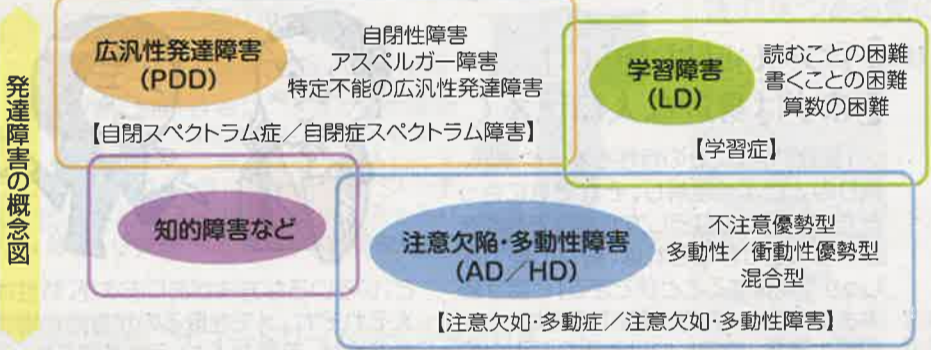 発達障害の概念図
広汎性発達障害
(PDD)
自閉性障害
アスペルガー障害
特定不能の広汎性発達障害
【自閉スペクトラム症／自閉症スペクトラム障害】
学習障害
(LD)
読むことの困難
書くことの困難
算数の困難
【学習症】
知的障害など
注意欠陥・多動性障害
(AD／HD)
不注意優勢型
多動性／衝動性優勢型
混合型
【注意欠如・多動症／注意欠如・多動性障害】